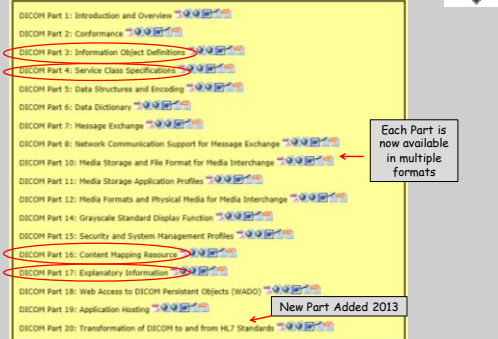 DICOM Part 1: Introduction and Overview
DICOM Part 2: Conformance
DICOM Part 3: Information Object Definitions
DICOM Part 4: Service Class Specifications
DICOM Part 5: Data Structures and Encoding
DICOM Part 6: Data Dictionary
DICOM Part 7: Message Exchange
DICOM Part 8: Network Communication Support for Message Exchange
DICOM Part 10: Media Storage and File Format for Media Interchange
DICOM Part 11: Media Storage Application Profiles
DICOM Part 12: Media Formats and Physical Media for Media Interchange
DICOM Part 14: Grayscale Standard Display Function
DICOM Part 15: Security and System Management Profiles
DICOM Part 16: Content Mapping Resource
DICOM Part 17: Explanatory Information
DICOM Part 18: Web Access to DICOM Persistent Objects (WADO)
DICOM Part 19: Application Hosting
DICOM Part 20: Transformation of DICOM to and from HL7 Standards
Each Part is
now available
in multiple
formats
New Part Added 2013